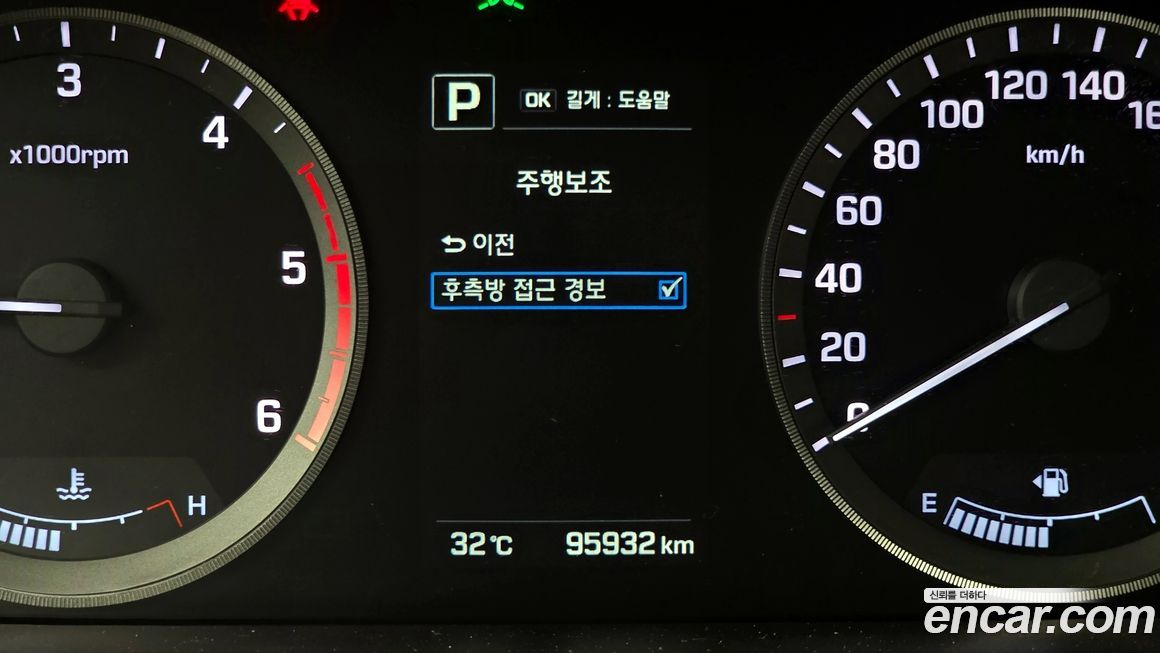 3
4
x1000rpm
5
6
H
P
OK 길게 : 도움말
주행보조
이전
후측방 접근 경보
32 ℃
95932 km
120
140
100
80
km/h
60
40
20
0
E
신뢰를 더하다
encar.com